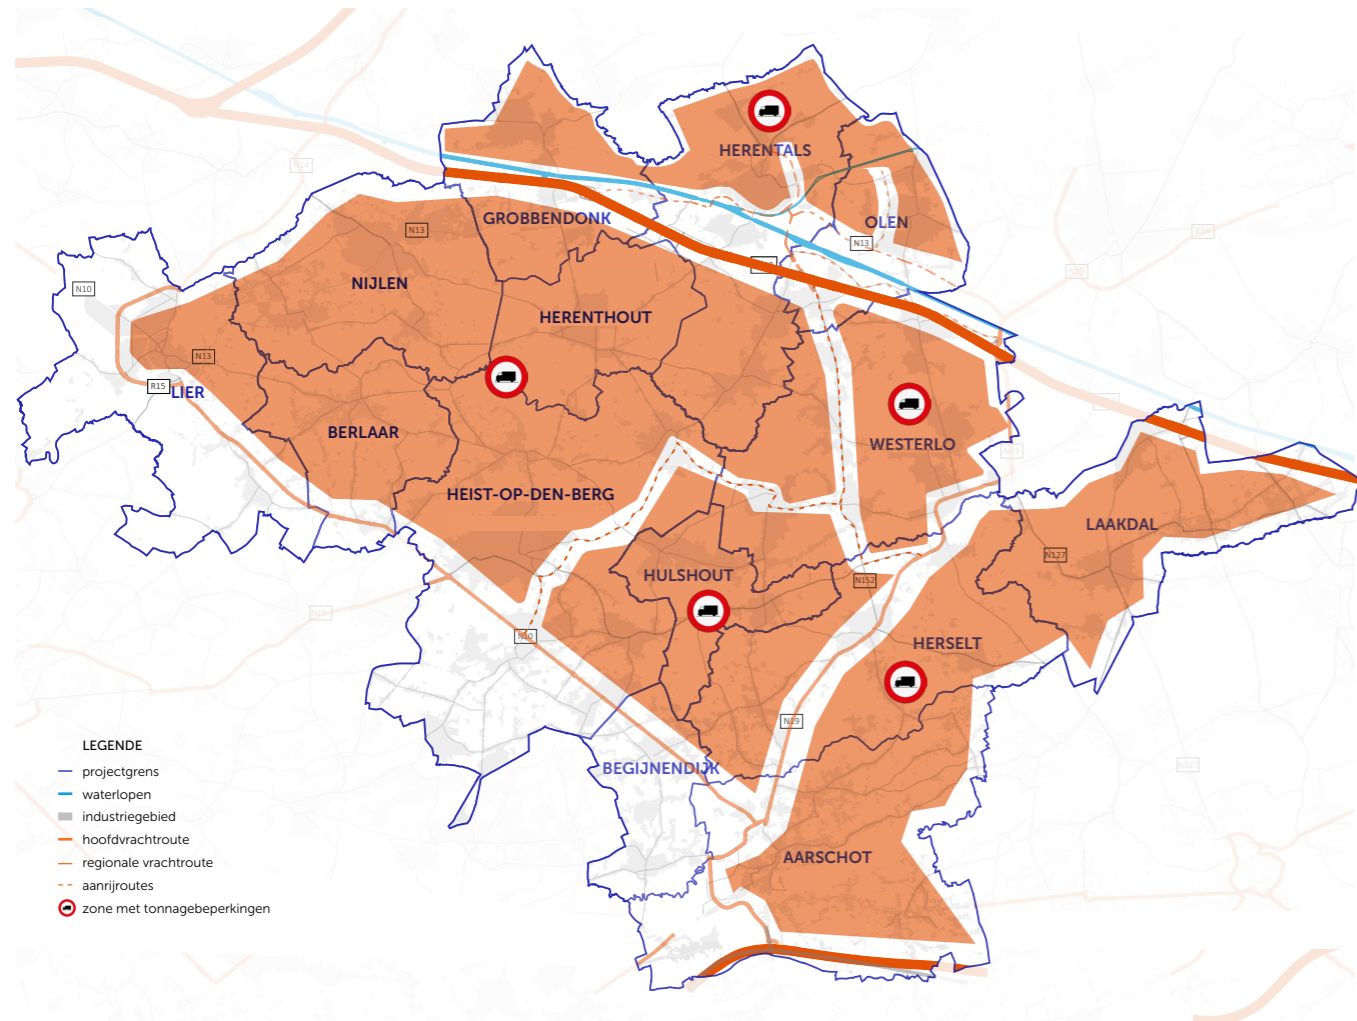 N14
HERENTALS
N13
GROBBENDONK
OLEN
N13
NIJLEN
N10
HERENTHOUT
N13
R15
LIER
BERLAAR
WESTERLO
HEIST-OP-DEN-BERG
LAAKDAL
N127
HULSHOUT
N152
N10
HERSELT
N19
BEGIJNENDIJK
AARSCHOT
LEGENDE
projectgrens
waterlopen
industriegebied
hoofdvrachtroute
regionale vrachtroute
aanrijroutes
zone met tonnagebeperkingen